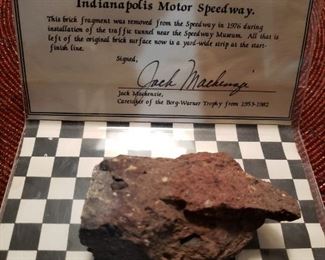 Indianapolis Motor Speedway.
This brick fragment was removed from the Speedway in 1976 during
installation of the traffic tunnel near the Speedway Museum. All that
is left of the original brick surface now is a yard-wide strip at the start-
finish line.
Signed,
Jack Mackenzie
Jack Mackenzie,
Caretaker of the Borg-Warner Trophy from 1953-1982